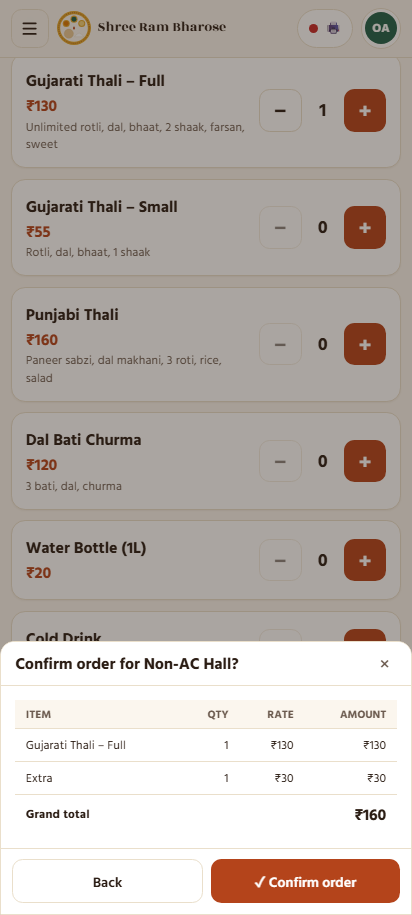 Shree Ram Bharose
OA
Gujarati Thali – Full
₹130
Unlimited rotli, dal, bhaat, 2 shaak, farsan,
sweet
− 1 +
Gujarati Thali – Small
₹55
Rotli, dal, bhaat, 1 shaak
− 0 +
Punjabi Thali
₹160
Paneer sabzi, dal makhani, 3 roti, rice,
salad
− 0 +
Dal Bati Churma
₹120
3 bati, dal, churma
− 0 +
Water Bottle (1L)
₹20
− 0 +
Cold Drink
Confirm order for Non-AC Hall? ×
ITEM QTY RATE AMOUNT
Gujarati Thali – Full 1 ₹130 ₹130
Extra 1 ₹30 ₹30
Grand total ₹160
Back ✓ Confirm order